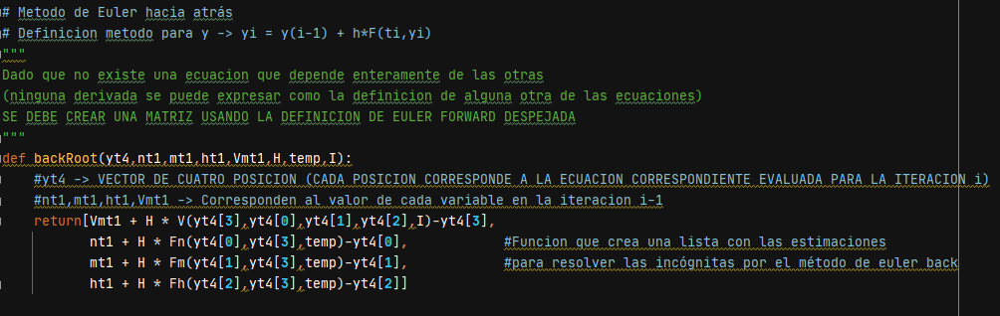 # Metodo de Euler hacia atrás
# Definicion metodo para y -> yi = y(i-1) + h*F(ti,yi)
"""
Dado que no existe una ecuacion que depende enteramente de las otras
(ninguna derivada se puede expresar como la definicion de alguna otra de las ecuaciones)
SE DEBE CREAR UNA MATRIZ USANDO LA DEFINICION DE EULER FORWARD DESPEJADA
"""
def backRoot(yt4,nt1,mt1,ht1,Vmt1,H,temp,I):
    #yt4 -> VECTOR DE CUATRO POSICION (CADA POSICION CORRESPONDE A LA ECUACION CORRESPONDIENTE EVALUADA PARA LA ITERACION i)
    #nt1,mt1,ht1,Vmt1 -> Corresponden al valor de cada variable en la iteracion i-1
    return[Vmt1 + H * V(yt4[3],yt4[0],yt4[1],yt4[2],I)-yt4[3],
           nt1 + H * Fn(yt4[0],yt4[3],temp)-yt4[0],            #Funcion que crea una lista con las estimaciones
           mt1 + H * Fm(yt4[1],yt4[3],temp)-yt4[1],            #para resolver las incógnitas por el método de euler back
           ht1 + H * Fh(yt4[2],yt4[3],temp)-yt4[2]]